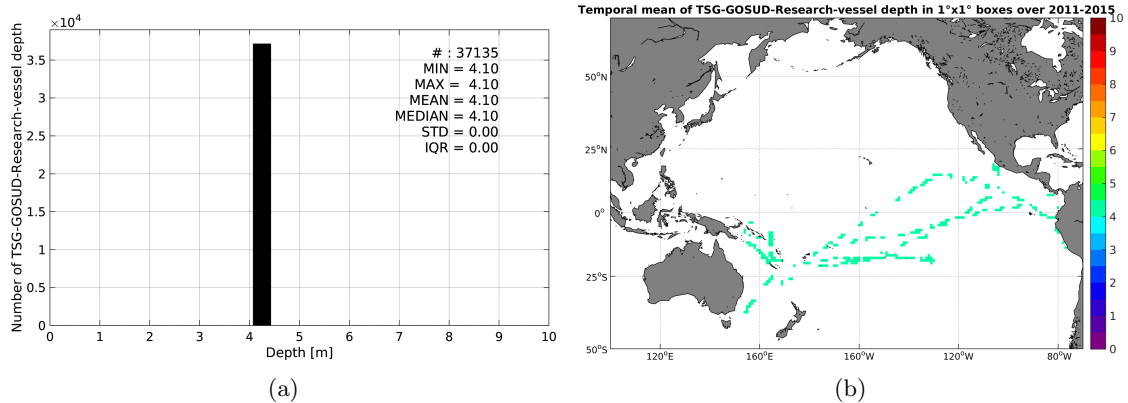 ×10⁴
Number of TSG-GOSUD-Research-vessel depth
3.5
3
2.5
2
1.5
1
0.5
0
# : 37135
MIN = 4.10
MAX = 4.10
MEAN = 4.10
MEDIAN = 4.10
STD = 0.00
IQR = 0.00
0 1 2 3 4 5 6 7 8 9 10
Depth [m]
(a)
Temporal mean of TSG-GOSUD-Research-vessel depth in 1°x1° boxes over 2011-2015
50°N
25°N
0°
25°S
50°S
120°E 160°E 160°W 120°W 80°W
10
9
8
7
6
5
4
3
2
1
0
(b)